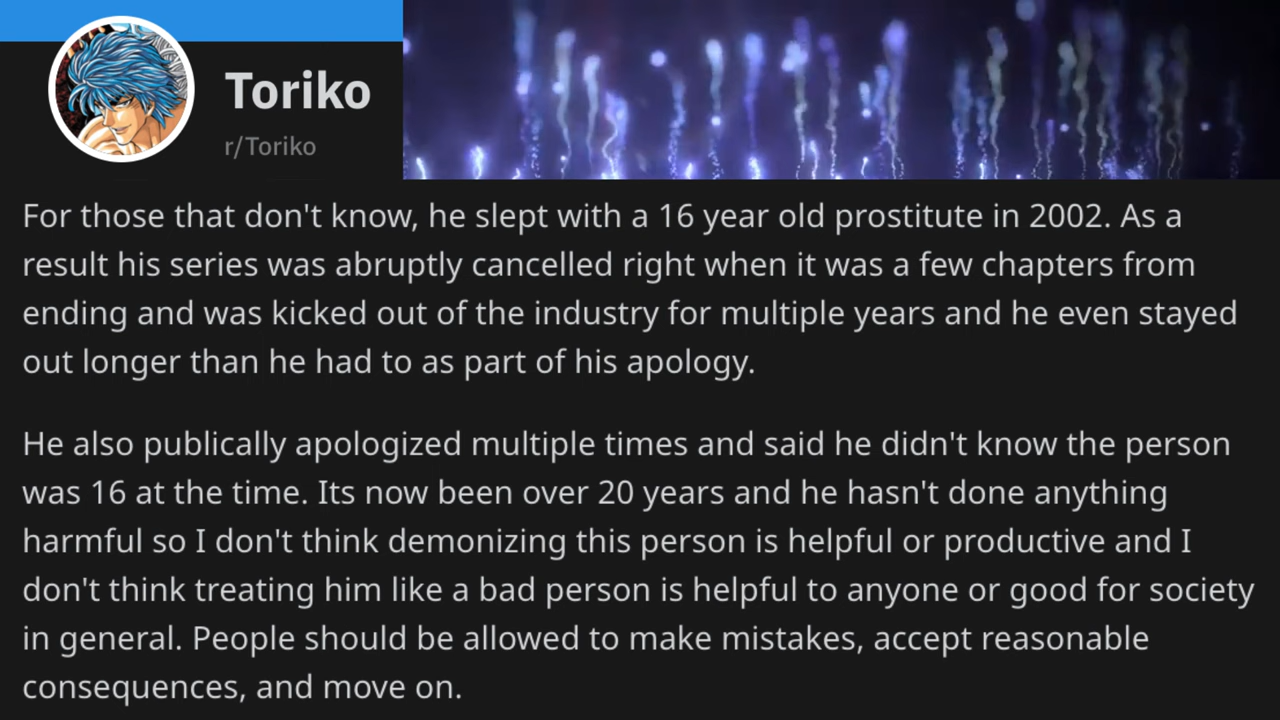 Toriko
r/Toriko
For those that don't know, he slept with a 16 year old prostitute in 2002. As a
result his series was abruptly cancelled right when it was a few chapters from
ending and was kicked out of the industry for multiple years and he even stayed
out longer than he had to as part of his apology.
He also publically apologized multiple times and said he didn't know the person
was 16 at the time. Its now been over 20 years and he hasn't done anything
harmful so I don't think demonizing this person is helpful or productive and I
don't think treating him like a bad person is helpful to anyone or good for society
in general. People should be allowed to make mistakes, accept reasonable
consequences, and move on.